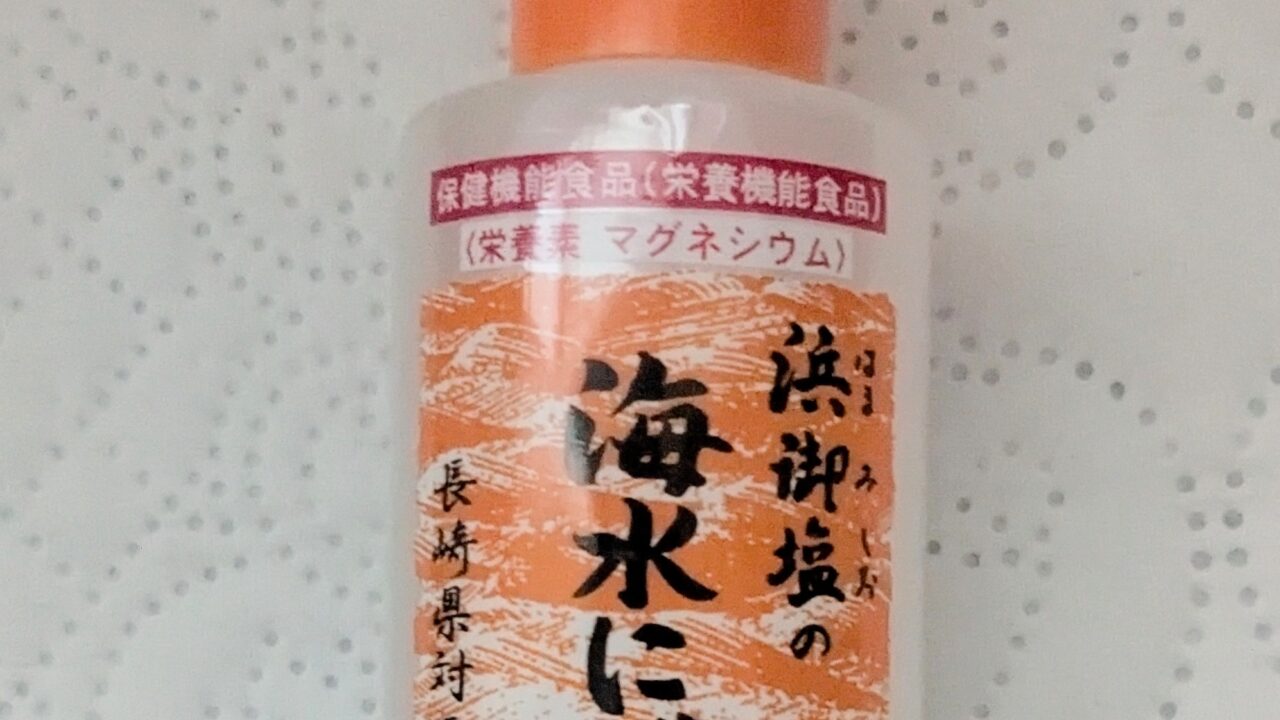 保健機能食品(栄養機能食品)
〈栄養素 マグネシウム〉
浜御塩の
はま み しお
海水に
長崎県対